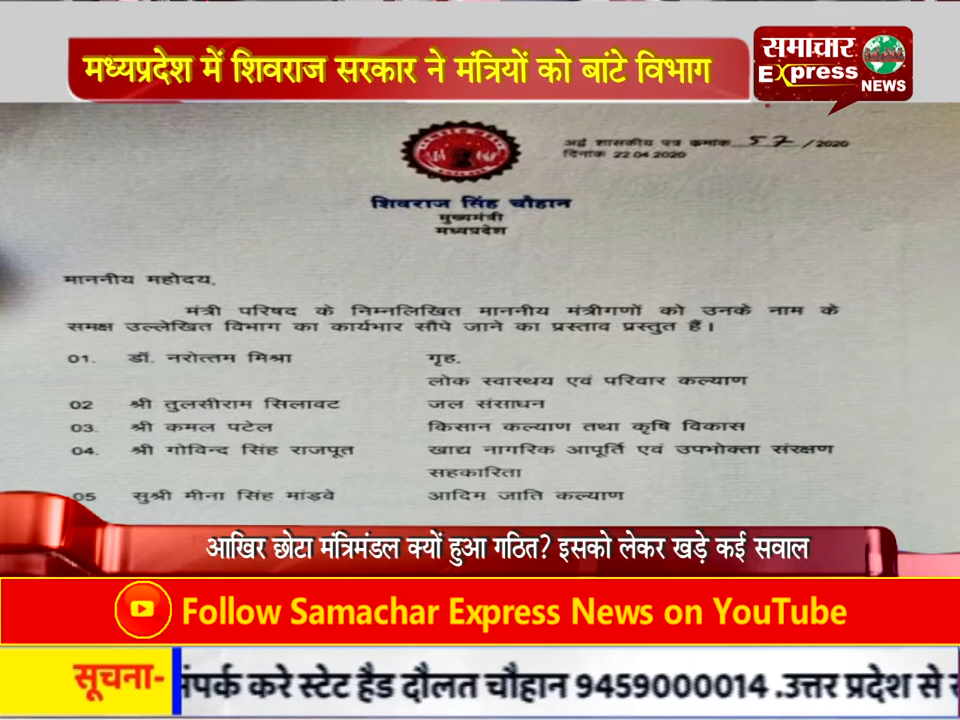 मध्यप्रदेश में शिवराज सरकार ने मंत्रियों को बांटे विभाग
समाचार
Express
NEWS
अर्द्ध शासकीय पत्र क्रमांक 57/2020
दिनांक 22.04.2020
शिवराज सिंह चौहान
मुख्यमंत्री
मध्यप्रदेश
माननीय महोदय,
मंत्री परिषद के निम्नलिखित माननीय मंत्रीगणों को उनके नाम के
समक्ष उल्लेखित विभाग का कार्यभार सौपे जाने का प्रस्ताव प्रस्तुत हैं।
01. डॉ. नरोत्तम मिश्रा गृह,
लोक स्वास्थय एवं परिवार कल्याण
02 श्री तुलसीराम सिलावट जल संसाधन
03. श्री कमल पटेल किसान कल्याण तथा कृषि विकास
04. श्री गोविन्द सिंह राजपूत खाद्य नागरिक आपूर्ति एवं उपभोक्ता संरक्षण
सहकारिता
05 सुश्री मीना सिंह मांडवे आदिम जाति कल्याण
आखिर छोटा मंत्रिमंडल क्यों हुआ गठित? इसको लेकर खड़े कई सवाल
Follow Samachar Express News on YouTube
सूचना- संपर्क करे स्टेट हैड दौलत चौहान 9459000014 .उत्तर प्रदेश से